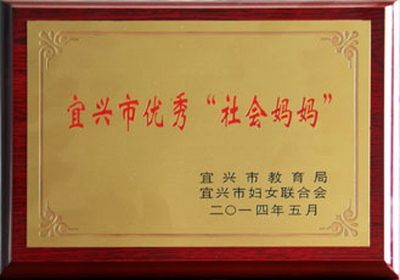 宜兴市优秀“社会妈妈”
宜兴市教育局
宜兴市妇女联合会
二〇一四年五月